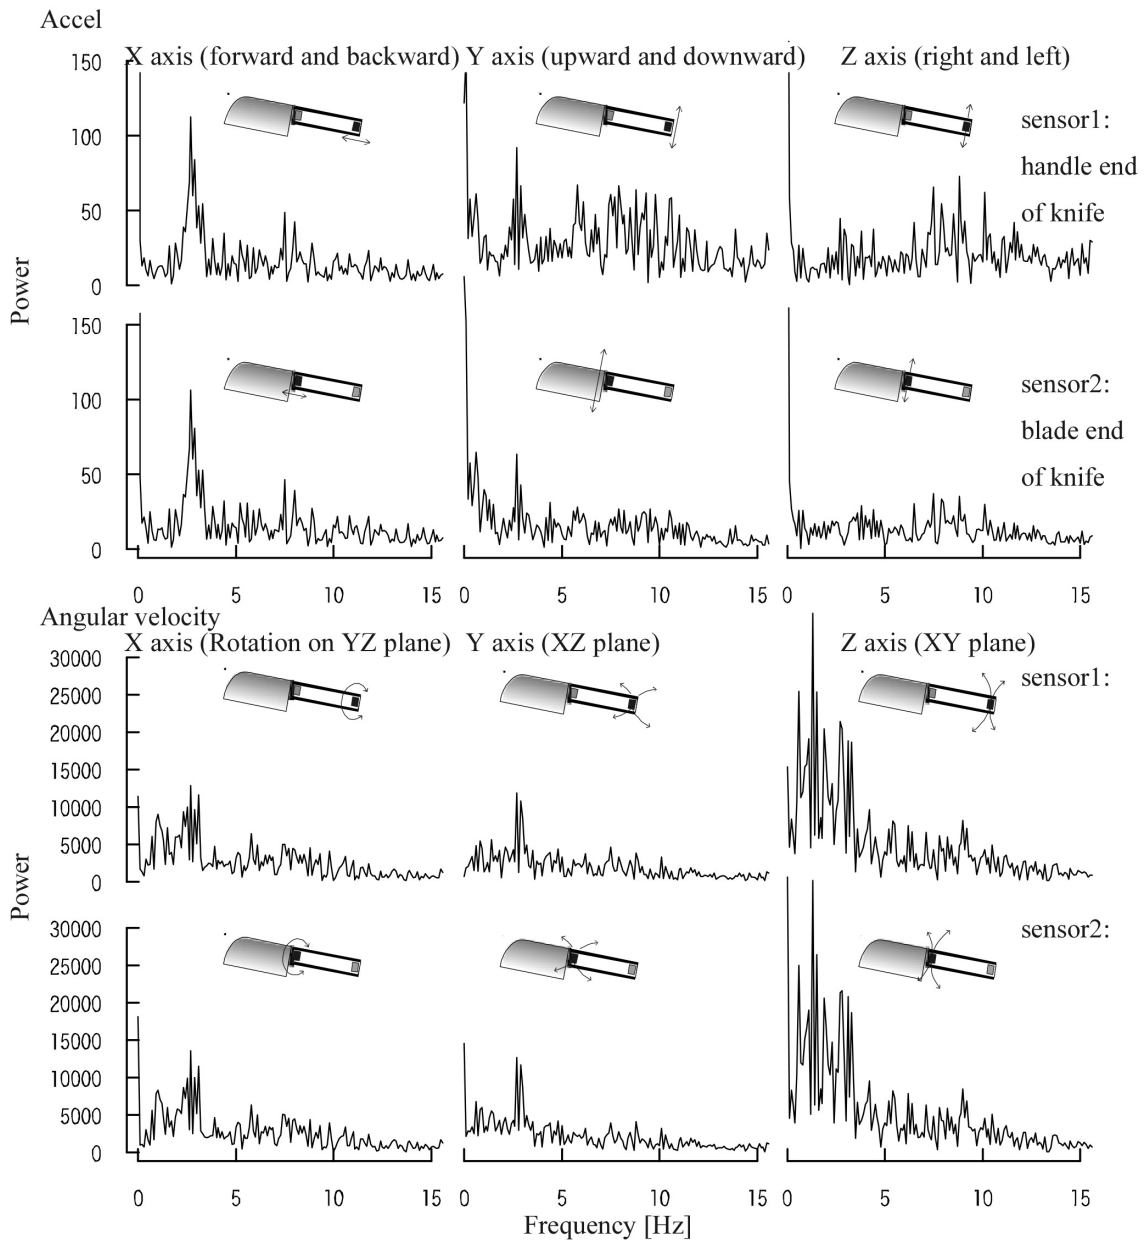 Accel
X axis (forward and backward) Y axis (upward and downward) Z axis (right and left)
150
100
50
0
sensor1:
handle end
of knife
Power
150
100
50
0
sensor2:
blade end
of knife
0 5 10 15 0 5 10 15 0 5 10 15
Angular velocity
X axis (Rotation on YZ plane) Y axis (XZ plane) Z axis (XY plane)
30000
25000
20000
15000
10000
5000
0
sensor1:
Power
30000
25000
20000
15000
10000
5000
0
sensor2:
0 5 10 15 0 5 10 15 0 5 10 15
Frequency [Hz]